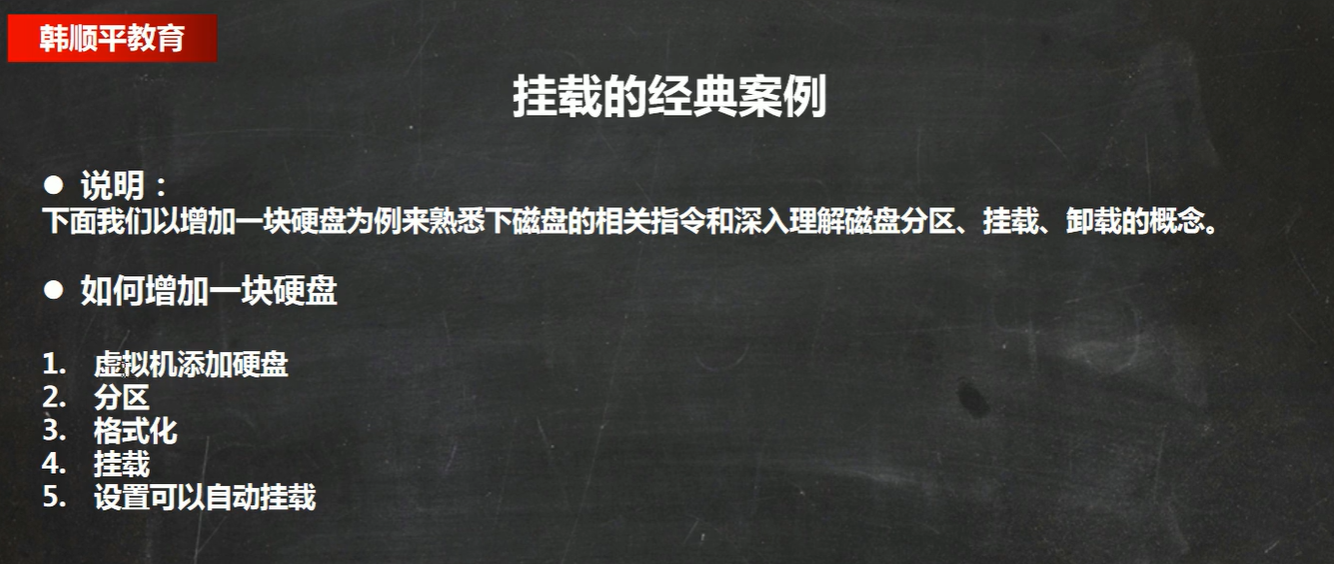 韩顺平教育
挂载的经典案例
● 说明：
下面我们以增加一块硬盘为例来熟悉下磁盘的相关指令和深入理解磁盘分区、挂载、卸载的概念。
● 如何增加一块硬盘
1. 虚拟机添加硬盘
2. 分区
3. 格式化
4. 挂载
5. 设置可以自动挂载